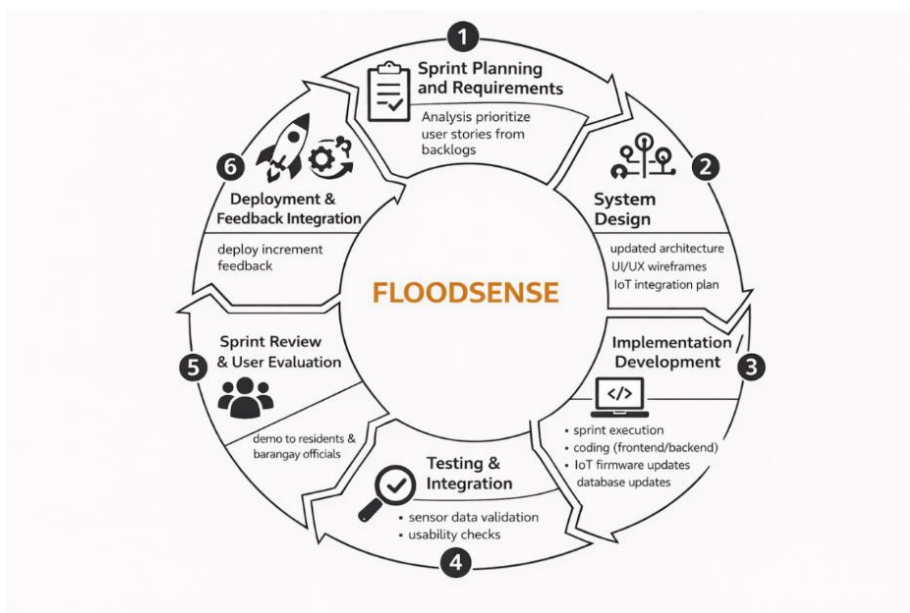 1
Sprint Planning
and Requirements
Analysis prioritize
user stories from
backlogs
2
System
Design
updated architecture
UI/UX wireframes
IoT integration plan
3
Implementation
Development
</>
• sprint execution
• coding (frontend/backend)
• IoT firmware updates
database updates
4
Testing &
Integration
• sensor data validation
• usability checks
5
Sprint Review
& User Evaluation
demo to residents &
barangay officials
6
Deployment &
Feedback Integration
deploy increment
feedback
FLOODSENSE